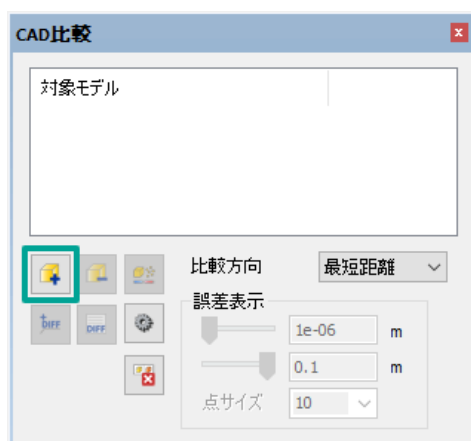 CAD比較
対象モデル
比較方向 最短距離
誤差表示
1e-06 m
0.1 m
点サイズ 10
DIFF DIFF